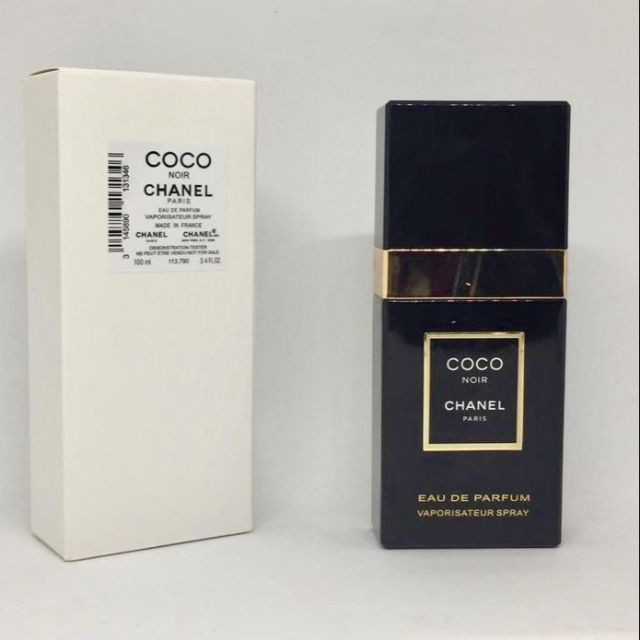 COCO
NOIR
CHANEL
PARIS
EAU DE PARFUM
VAPORISATEUR SPRAY
MADE IN FRANCE
CHANEL CHANEL®
PARIS
DEMONSTRATION-TESTER
NE PEUT ÊTRE VENDU-NOT FOR SALE
100 ml 113.790 3.4 FL.OZ.
3 145890 131346
COCO
NOIR
CHANEL
PARIS
EAU DE PARFUM
VAPORISATEUR SPRAY